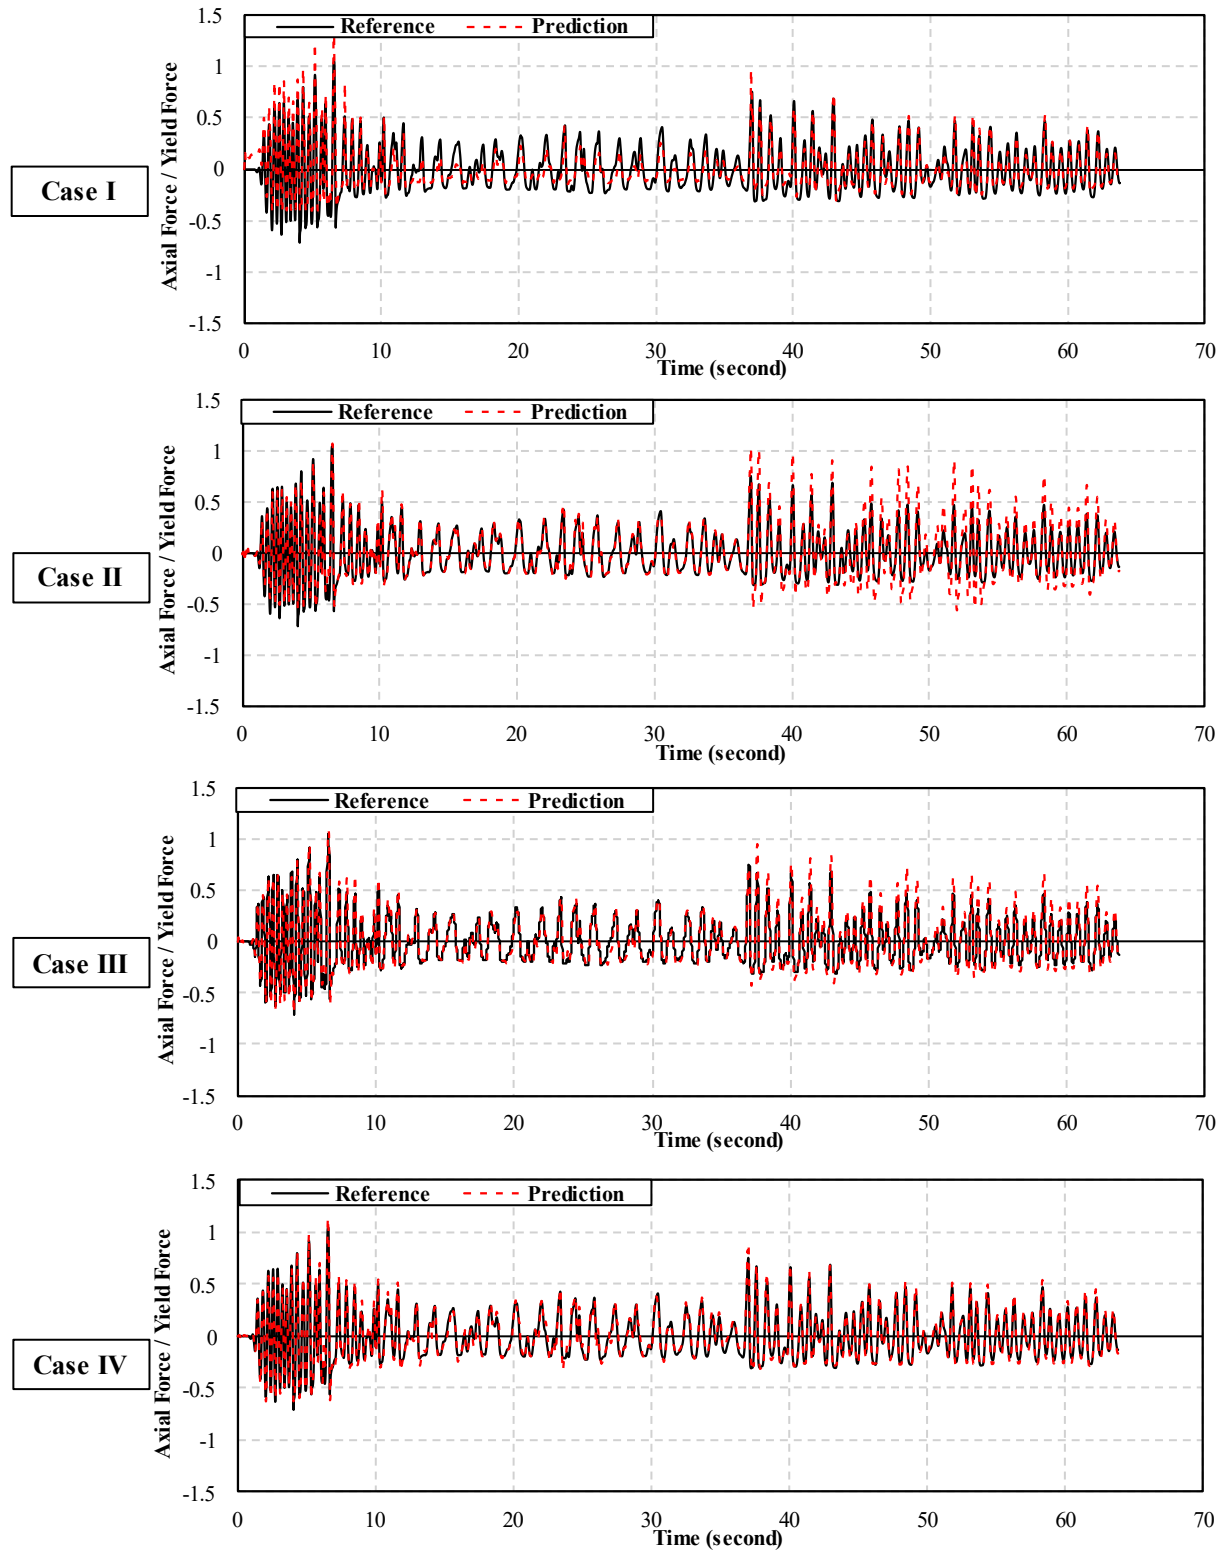 Reference Prediction
1.5
1
0.5
0
-0.5
-1
-1.5
Axial Force / Yield Force
Case I
0 10 20 30 40 50 60 70
Time (second)
Reference Prediction
1.5
1
0.5
0
-0.5
-1
-1.5
Axial Force / Yield Force
Case II
0 10 20 30 40 50 60 70
Time (second)
Reference Prediction
1.5
1
0.5
0
-0.5
-1
-1.5
Axial Force / Yield Force
Case III
0 10 20 30 40 50 60 70
Time (second)
Reference Prediction
1.5
1
0.5
0
-0.5
-1
-1.5
Axial Force / Yield Force
Case IV
0 10 20 30 40 50 60 70
Time (second)